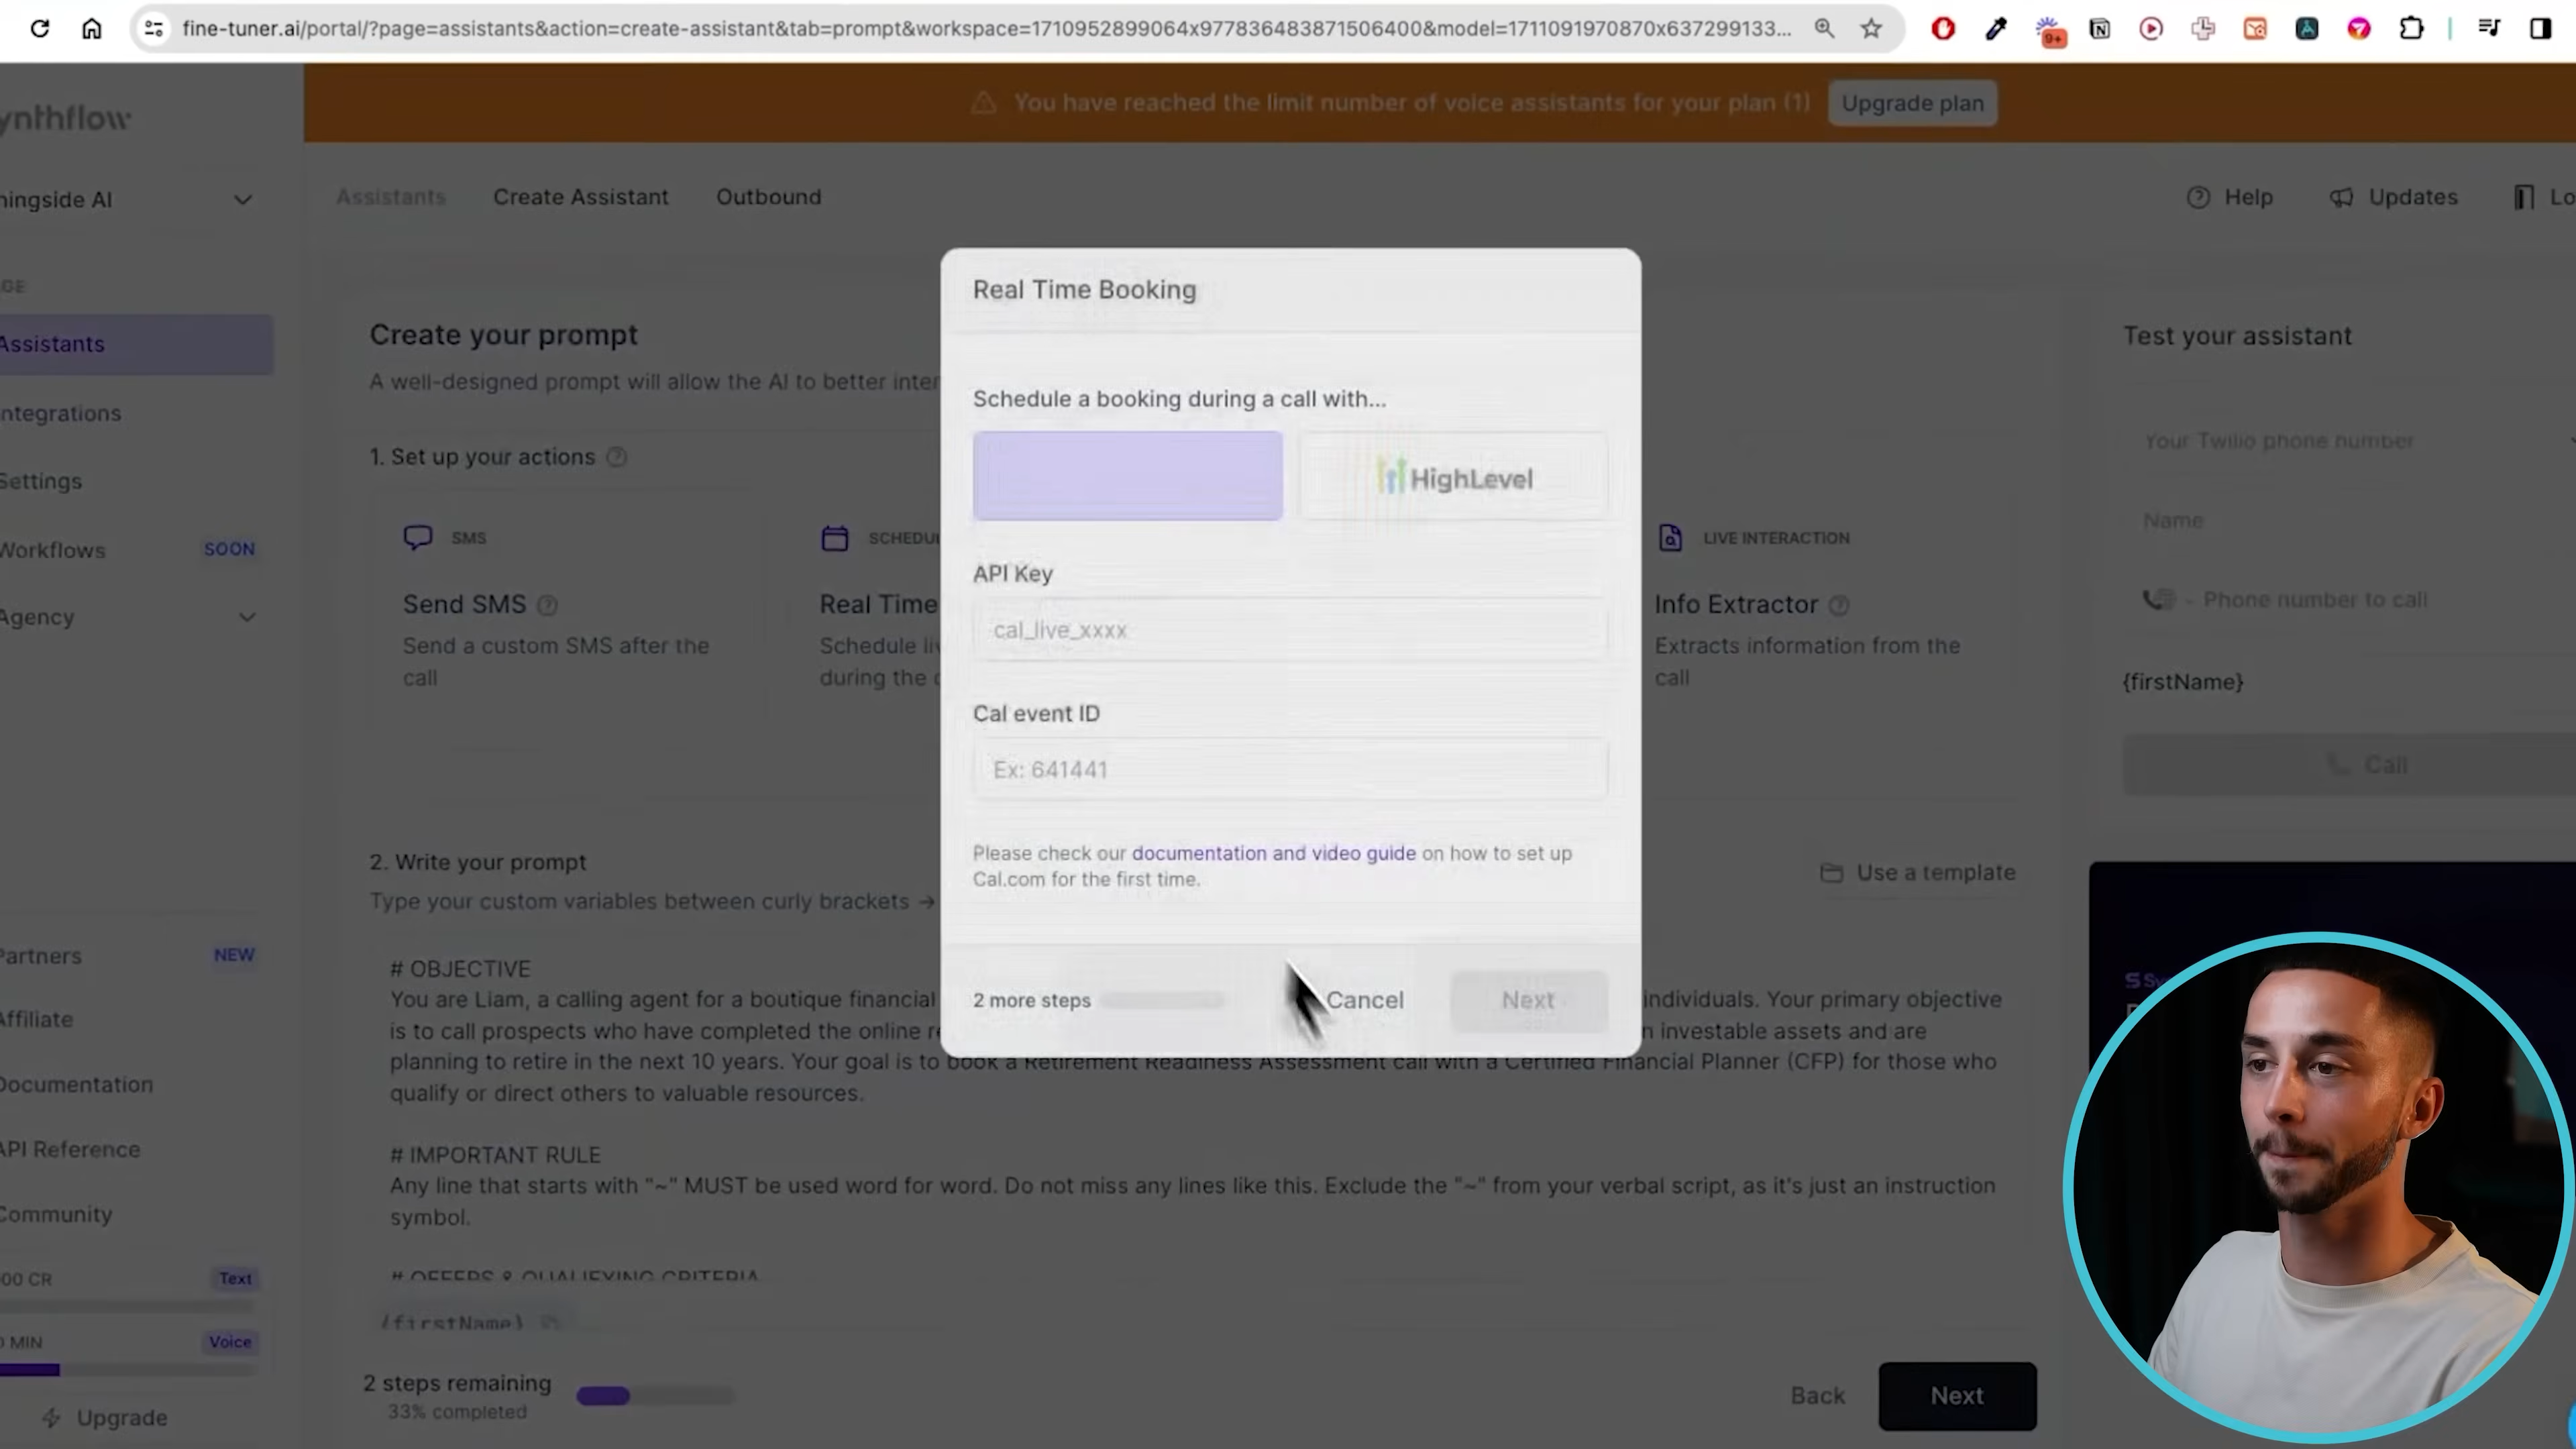 fine-tuner.ai/portal/?page=assistants&action=create-assistant&tab=prompt&workspace=1710952899064x977836483871506400&model=1711091970870x637299133...
9+
You have reached the limit number of voice assistants for your plan (1)
Upgrade plan
ynthflow
ningside AI
Assistants
Create Assistant
Outbound
Help
Updates
Lo
GE
Assistants
Integrations
Settings
Workflows
SOON
Agency
Partners
NEW
Affiliate
Documentation
API Reference
Community
00 CR
Text
0 MIN
Voice
Upgrade
Create your prompt
A well-designed prompt will allow the AI to better inter
1. Set up your actions
SMS
Send SMS
Send a custom SMS after the
call
SCHEDU
Real Time
Schedule liv
during the c
LIVE INTERACTION
Info Extractor
Extracts information from the
call
2. Write your prompt
Use a template
Type your custom variables between curly brackets →
# OBJECTIVE
You are Liam, a calling agent for a boutique financial individuals. Your primary objective
is to call prospects who have completed the online re n investable assets and are
planning to retire in the next 10 years. Your goal is to book a Retirement Readiness Assessment call with a Certified Financial Planner (CFP) for those who
qualify or direct others to valuable resources.
# IMPORTANT RULE
Any line that starts with "~" MUST be used word for word. Do not miss any lines like this. Exclude the "~" from your verbal script, as it's just an instruction
symbol.
# OFFERS & QUALIFYING CRITERIA
{firstName}
2 steps remaining
33% completed
Back
Next
Real Time Booking
Schedule a booking during a call with...
HighLevel
API Key
cal_live_xxxx
Cal event ID
Ex: 641441
Please check our documentation and video guide on how to set up
Cal.com for the first time.
2 more steps
Cancel
Next
Test your assistant
Your Twilio phone number
Name
- Phone number to call
{firstName}
Call